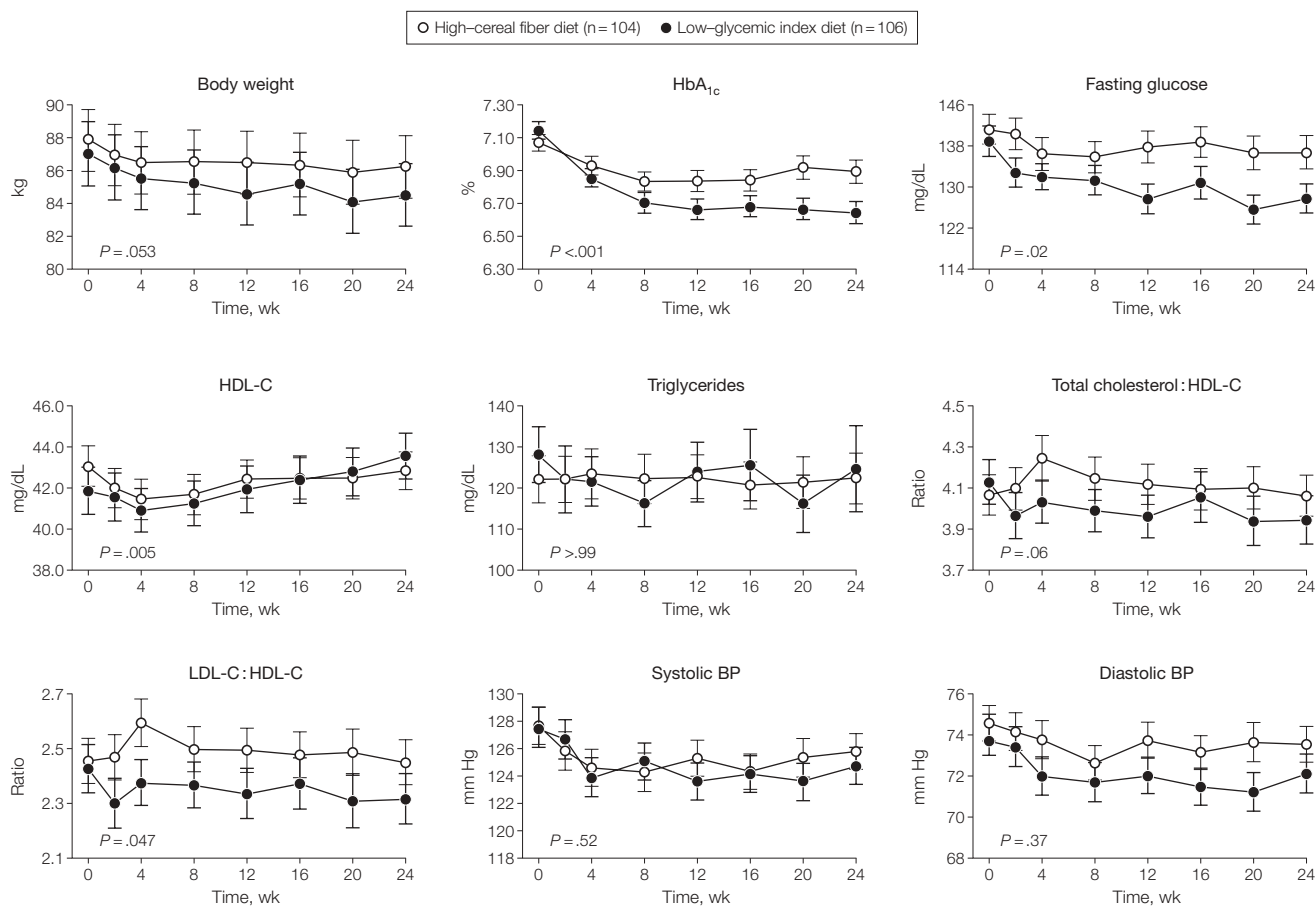 High–cereal fiber diet (n=104) Low–glycemic index diet (n=106)
Body weight
90
88
86
84
82
80
kg
P=.053
0 4 8 12 16 20 24
Time, wk
HbA1c
7.30
7.10
6.90
6.70
6.50
6.30
%
P<.001
0 4 8 12 16 20 24
Time, wk
Fasting glucose
146
138
130
122
114
mg/dL
P=.02
0 4 8 12 16 20 24
Time, wk
HDL-C
46.0
44.0
42.0
40.0
38.0
mg/dL
P=.005
0 4 8 12 16 20 24
Time, wk
Triglycerides
140
130
120
110
100
mg/dL
P>.99
0 4 8 12 16 20 24
Time, wk
Total cholesterol:HDL-C
4.5
4.3
4.1
3.9
3.7
Ratio
P=.06
0 4 8 12 16 20 24
Time, wk
LDL-C:HDL-C
2.7
2.5
2.3
2.1
Ratio
P=.047
0 4 8 12 16 20 24
Time, wk
Systolic BP
130
128
126
124
122
120
118
mm Hg
P=.52
0 4 8 12 16 20 24
Time, wk
Diastolic BP
76
74
72
71
68
mm Hg
P=.37
0 4 8 12 16 20 24
Time, wk